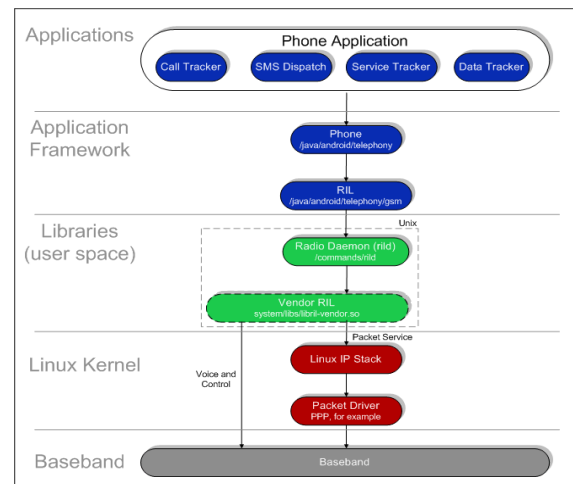 Applications
Phone Application
Call Tracker
SMS Dispatch
Service Tracker
Data Tracker
Application
Framework
Phone
/java/android/telephony
RIL
/java/android/telephony/gsm
Libraries
(user space)
Unix
Radio Daemon (rild)
/commands/rild
Vendor RIL
system/libs/libril-vendor.so
Packet Service
Linux Kernel
Voice and
Control
Linux IP Stack
Packet Driver
PPP, for example
Baseband
Baseband